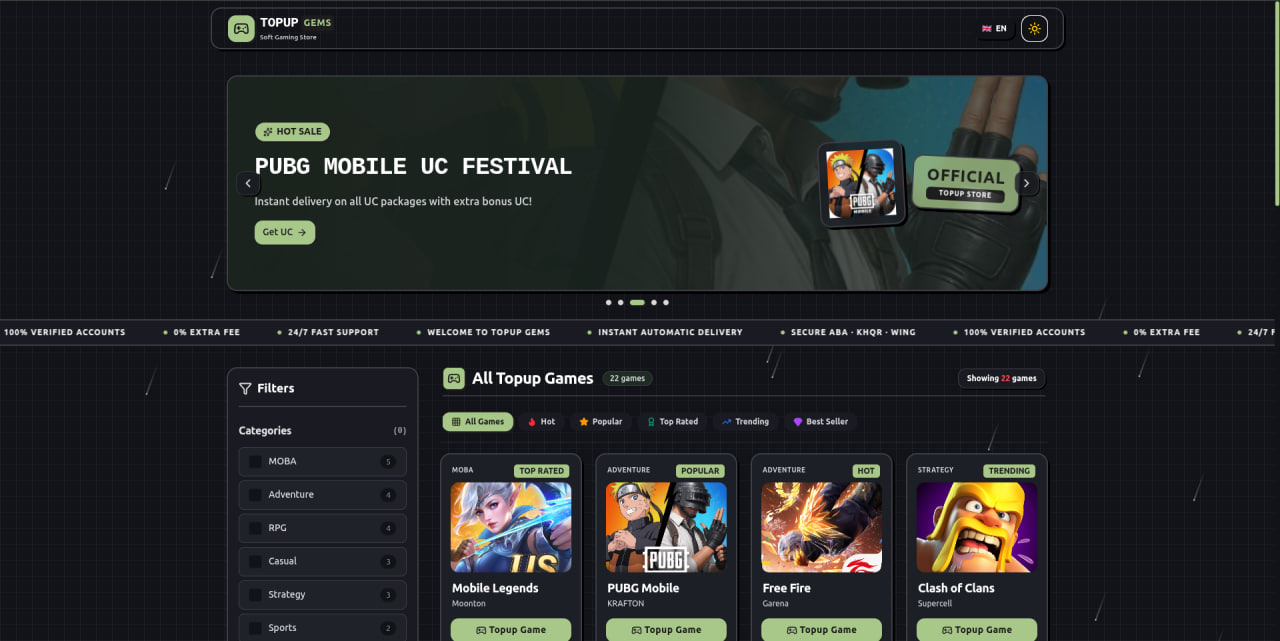 TOPUP GEMS
Soft Gaming Store
EN
HOT SALE
PUBG MOBILE UC FESTIVAL
Instant delivery on all UC packages with extra bonus UC!
Get UC →
PUBG
MOBILE
OFFICIAL
TOPUP STORE
100% VERIFIED ACCOUNTS • 0% EXTRA FEE • 24/7 FAST SUPPORT • WELCOME TO TOPUP GEMS • INSTANT AUTOMATIC DELIVERY • SECURE ABA · KHQR · WING • 100% VERIFIED ACCOUNTS • 0% EXTRA FEE • 24/7 F
Filters
Categories (0)
MOBA 5
Adventure 4
RPG 4
Casual 3
Strategy 3
Sports 2
All Topup Games 22 games
Showing 22 games
All Games Hot Popular Top Rated Trending Best Seller
MOBA TOP RATED
US
Mobile Legends
Moonton
Topup Game
ADVENTURE POPULAR
PUBG
PUBG Mobile
KRAFTON
Topup Game
ADVENTURE HOT
Free Fire
Garena
Topup Game
STRATEGY TRENDING
Clash of Clans
Supercell
Topup Game